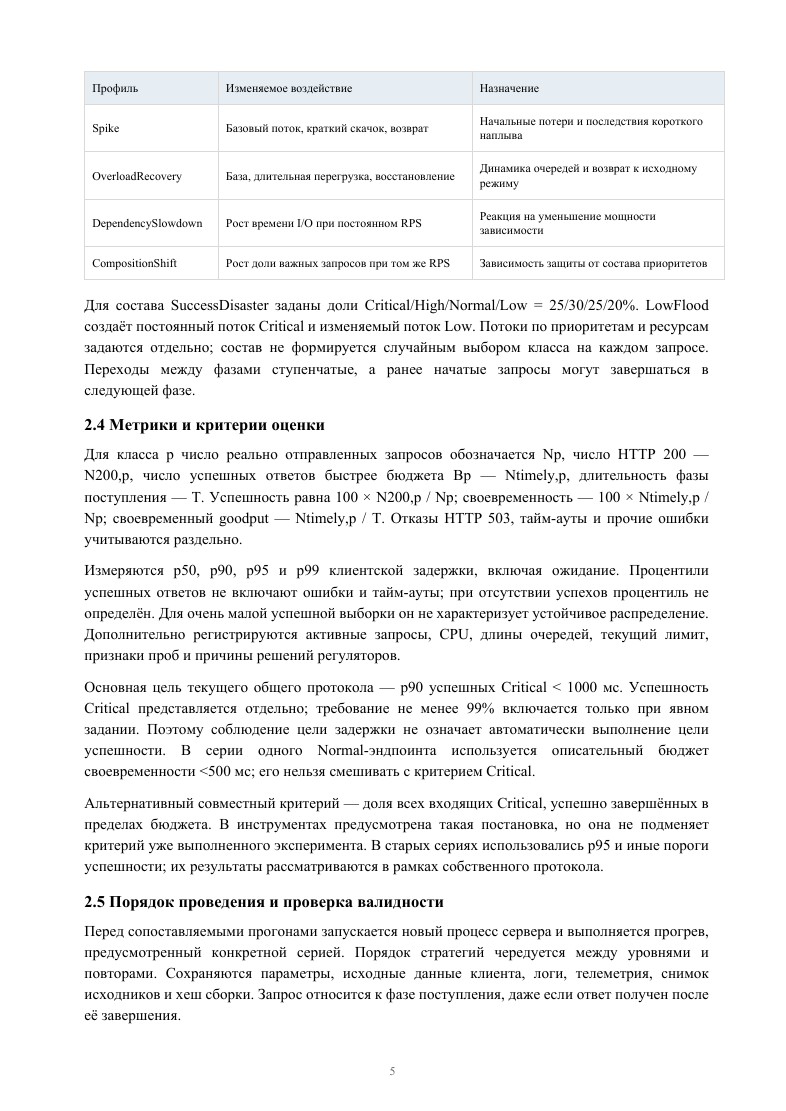 Профиль Изменяемое воздействие Назначение
Spike Базовый поток, краткий скачок, возврат Начальные потери и последствия короткого
наплыва
OverloadRecovery База, длительная перегрузка, восстановление Динамика очередей и возврат к исходному
режиму
DependencySlowdown Рост времени I/O при постоянном RPS Реакция на уменьшение мощности
зависимости
CompositionShift Рост доли важных запросов при том же RPS Зависимость защиты от состава приоритетов
Для состава SuccessDisaster заданы доли Critical/High/Normal/Low = 25/30/25/20%. LowFlood
создаёт постоянный поток Critical и изменяемый поток Low. Потоки по приоритетам и ресурсам
задаются отдельно; состав не формируется случайным выбором класса на каждом запросе.
Переходы между фазами ступенчатые, а ранее начатые запросы могут завершаться в
следующей фазе.
2.4 Метрики и критерии оценки
Для класса p число реально отправленных запросов обозначается Np, число HTTP 200 —
N200,p, число успешных ответов быстрее бюджета Bp — Ntimely,p, длительность фазы
поступления — T. Успешность равна 100 × N200,p / Np; своевременность — 100 × Ntimely,p /
Np; своевременный goodput — Ntimely,p / T. Отказы HTTP 503, тайм-ауты и прочие ошибки
учитываются раздельно.
Измеряются p50, p90, p95 и p99 клиентской задержки, включая ожидание. Процентили
успешных ответов не включают ошибки и тайм-ауты; при отсутствии успехов процентиль не
определён. Для очень малой успешной выборки он не характеризует устойчивое распределение.
Дополнительно регистрируются активные запросы, CPU, длины очередей, текущий лимит,
признаки проб и причины решений регуляторов.
Основная цель текущего общего протокола — p90 успешных Critical < 1000 мс. Успешность
Critical представляется отдельно; требование не менее 99% включается только при явном
задании. Поэтому соблюдение цели задержки не означает автоматически выполнение цели
успешности. В серии одного Normal-эндпоинта используется описательный бюджет
своевременности <500 мс; его нельзя смешивать с критерием Critical.
Альтернативный совместный критерий — доля всех входящих Critical, успешно завершённых в
пределах бюджета. В инструментах предусмотрена такая постановка, но она не подменяет
критерий уже выполненного эксперимента. В старых сериях использовались p95 и иные пороги
успешности; их результаты рассматриваются в рамках собственного протокола.
2.5 Порядок проведения и проверка валидности
Перед сопоставляемыми прогонами запускается новый процесс сервера и выполняется прогрев,
предусмотренный конкретной серией. Порядок стратегий чередуется между уровнями и
повторами. Сохраняются параметры, исходные данные клиента, логи, телеметрия, снимок
исходников и хеш сборки. Запрос относится к фазе поступления, даже если ответ получен после
её завершения.
5